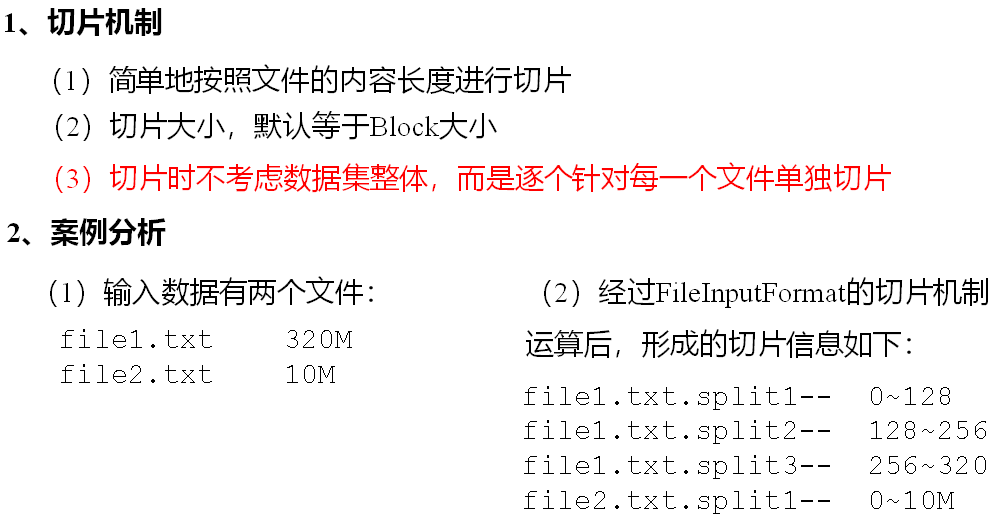 1、切片机制
（1）简单地按照文件的内容长度进行切片
（2）切片大小，默认等于Block大小
（3）切片时不考虑数据集整体，而是逐个针对每一个文件单独切片
2、案例分析
（1）输入数据有两个文件：
file1.txt 320M
file2.txt 10M
（2）经过FileInputFormat的切片机制
运算后，形成的切片信息如下：
file1.txt.split1-- 0~128
file1.txt.split2-- 128~256
file1.txt.split3-- 256~320
file2.txt.split1-- 0~10M